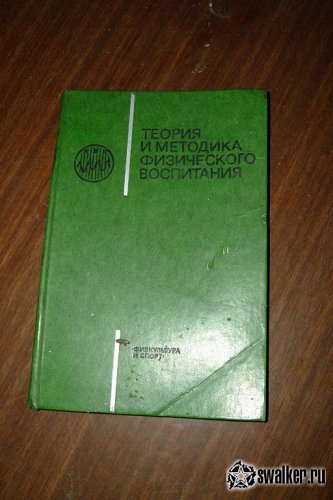 ТЕОРИЯ
И МЕТОДИКА
ФИЗИЧЕСКОГО
ВОСПИТАНИЯ
«ФИЗКУЛЬТУРА
И СПОРТ»
swalker.ru